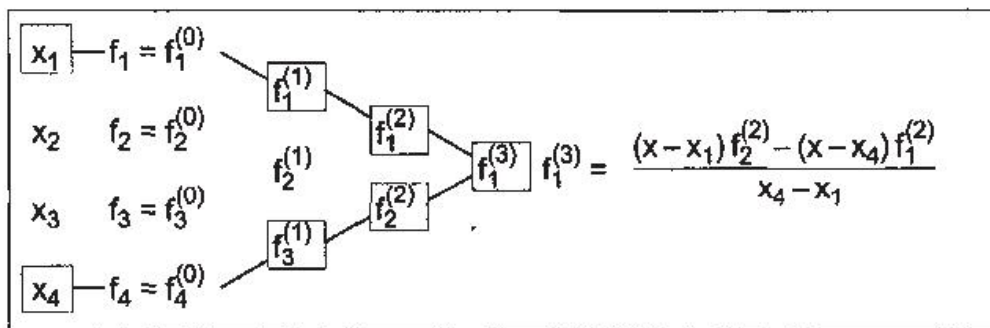 x₁ f₁ = f₁⁽⁰⁾
f₁⁽¹⁾
f₁⁽²⁾
x₂ f₂ = f₂⁽⁰⁾
f₂⁽¹⁾ f₁⁽³⁾ f₁⁽³⁾ = (x – x₁) f₂⁽²⁾ – (x – x₄) f₁⁽²⁾
x₄ – x₁
x₃ f₃ = f₃⁽⁰⁾
f₂⁽²⁾
f₃⁽¹⁾
x₄ f₄ = f₄⁽⁰⁾